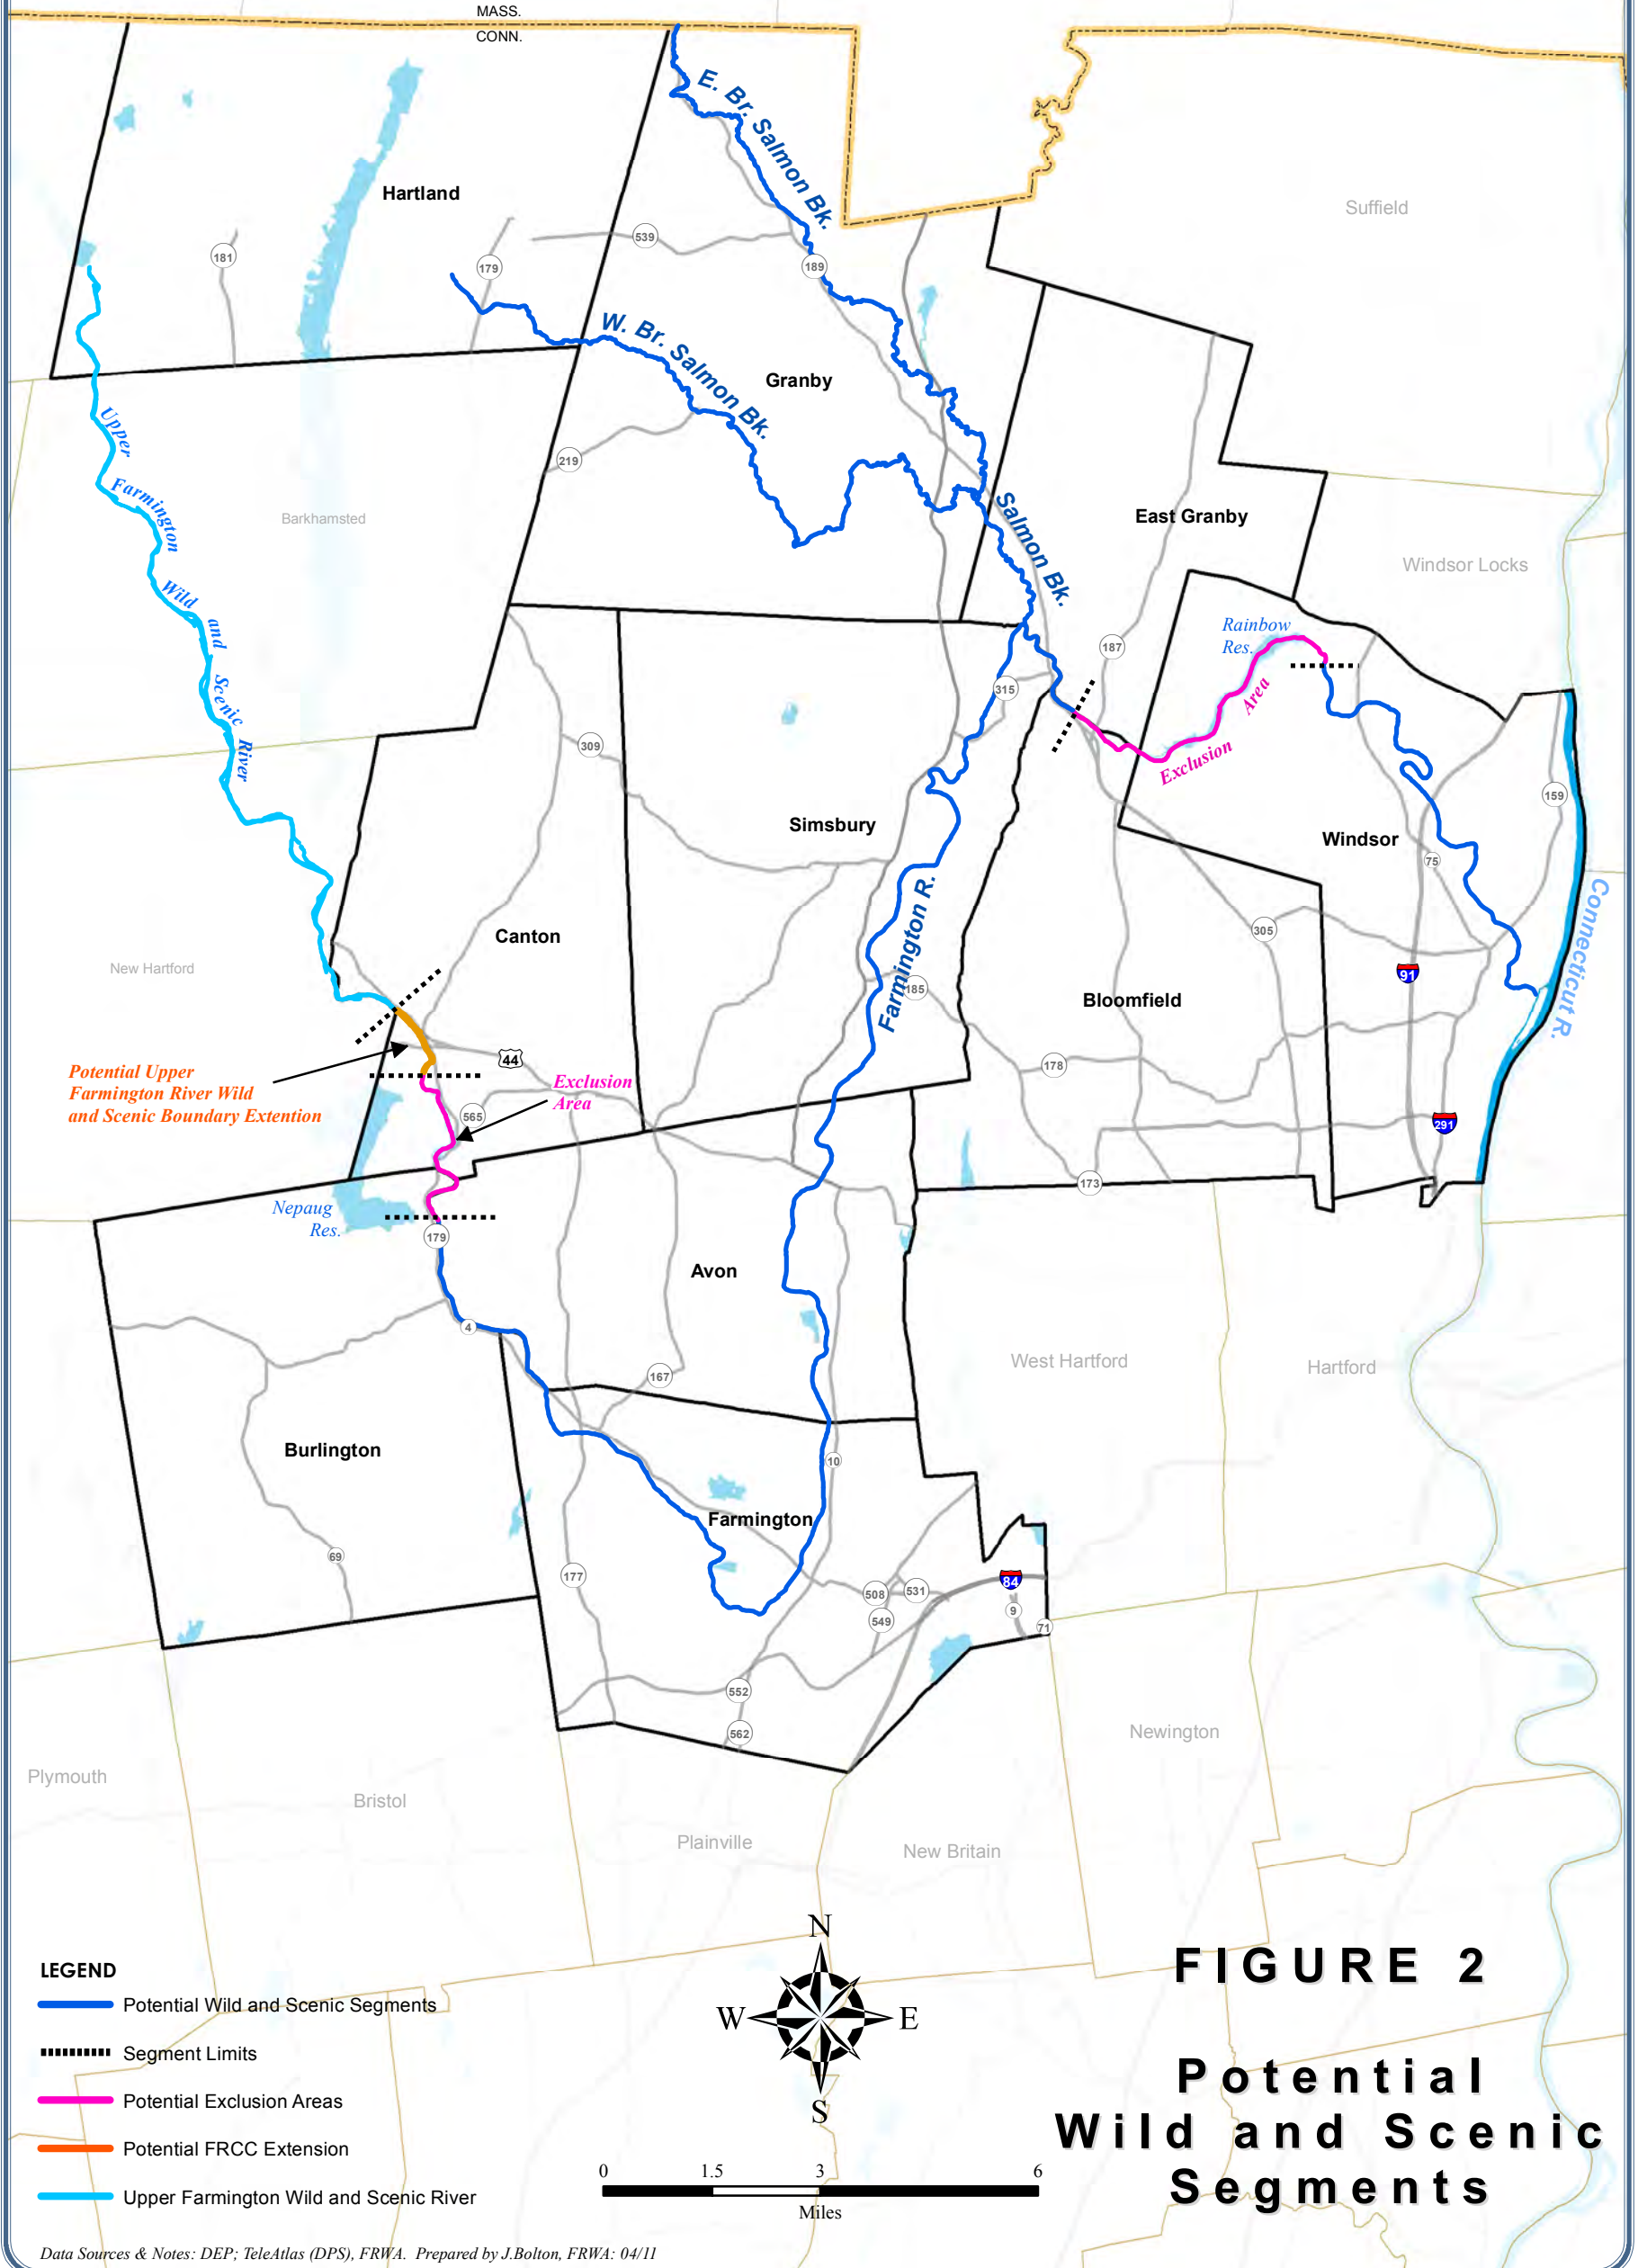 MASS.
CONN.
E. Br. Salmon Bk.
Hartland
Suffield
539
181
179
189
W. Br. Salmon Bk.
Granby
Upper
Farmington
Wild
and
Scenic
River
219
Barkhamsted
Salmon Bk.
East Granby
Windsor Locks
Rainbow
Res.
187
315
Exclusion
Area
309
159
Simsbury
Windsor
75
Connecticut R.
Farmington R.
305
Canton
New Hartford
91
185
Bloomfield
44
178
Potential Upper
Farmington River Wild
and Scenic Boundary Extention
Exclusion
Area
565
291
173
Nepaug
Res.
179
Avon
4
West Hartford
Hartford
167
Burlington
10
Farmington
69
177
508
531
84
549
9
71
552
562
Newington
Plymouth
Bristol
Plainville
New Britain
N
W
E
S
LEGEND
Potential Wild and Scenic Segments
Segment Limits
Potential Exclusion Areas
Potential FRCC Extension
Upper Farmington Wild and Scenic River
0 1.5 3 6
Miles
FIGURE 2
Potential
Wild and Scenic
Segments
Data Sources & Notes: DEP; TeleAtlas (DPS), FRWA. Prepared by J.Bolton, FRWA: 04/11